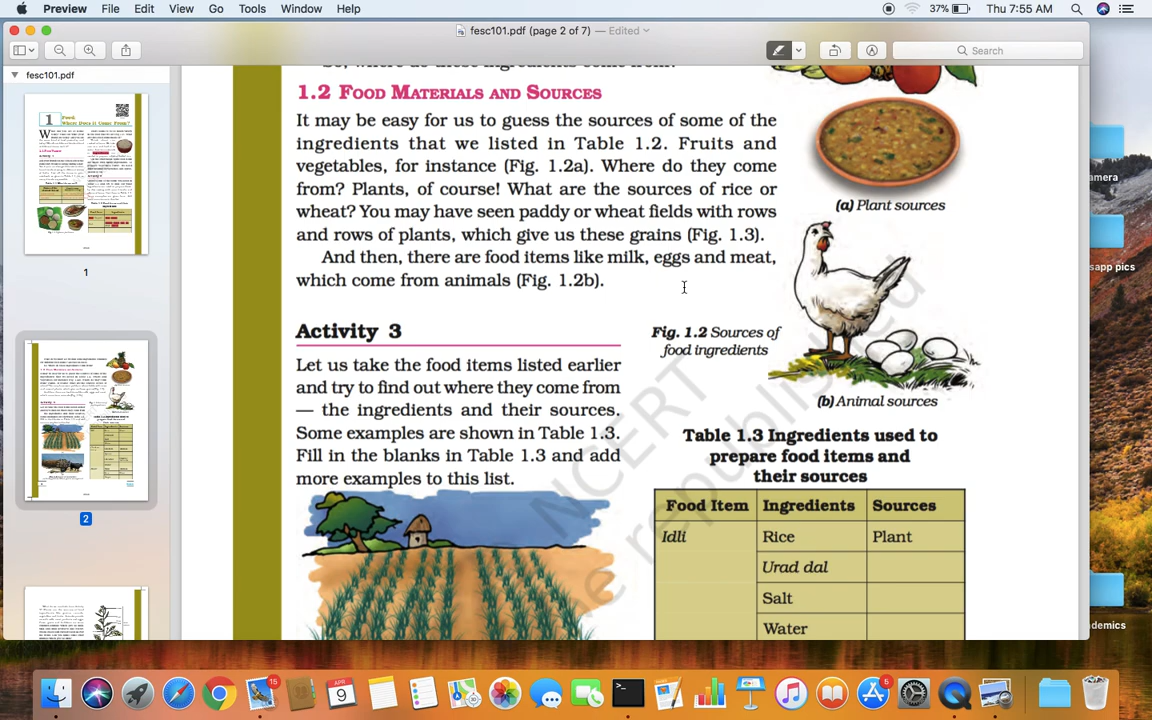 Preview File Edit View Go Tools Window Help
37% Thu 7:55 AM
fesc101.pdf (page 2 of 7) — Edited
Search
fesc101.pdf
1
2
1.2 Food Materials and Sources
It may be easy for us to guess the sources of some of the
ingredients that we listed in Table 1.2. Fruits and
vegetables, for instance (Fig. 1.2a). Where do they come
from? Plants, of course! What are the sources of rice or
wheat? You may have seen paddy or wheat fields with rows
and rows of plants, which give us these grains (Fig. 1.3).
And then, there are food items like milk, eggs and meat,
which come from animals (Fig. 1.2b).
(a) Plant sources
Fig. 1.2 Sources of
food ingredients
(b) Animal sources
Activity 3
Let us take the food items listed earlier
and try to find out where they come from
— the ingredients and their sources.
Some examples are shown in Table 1.3.
Fill in the blanks in Table 1.3 and add
more examples to this list.
Table 1.3 Ingredients used to
prepare food items and
their sources
Food Item Ingredients Sources
Idli Rice Plant
Urad dal
Salt
Water
NCERT
be republished
amera
sapp pics
demics
APR
9
15
5